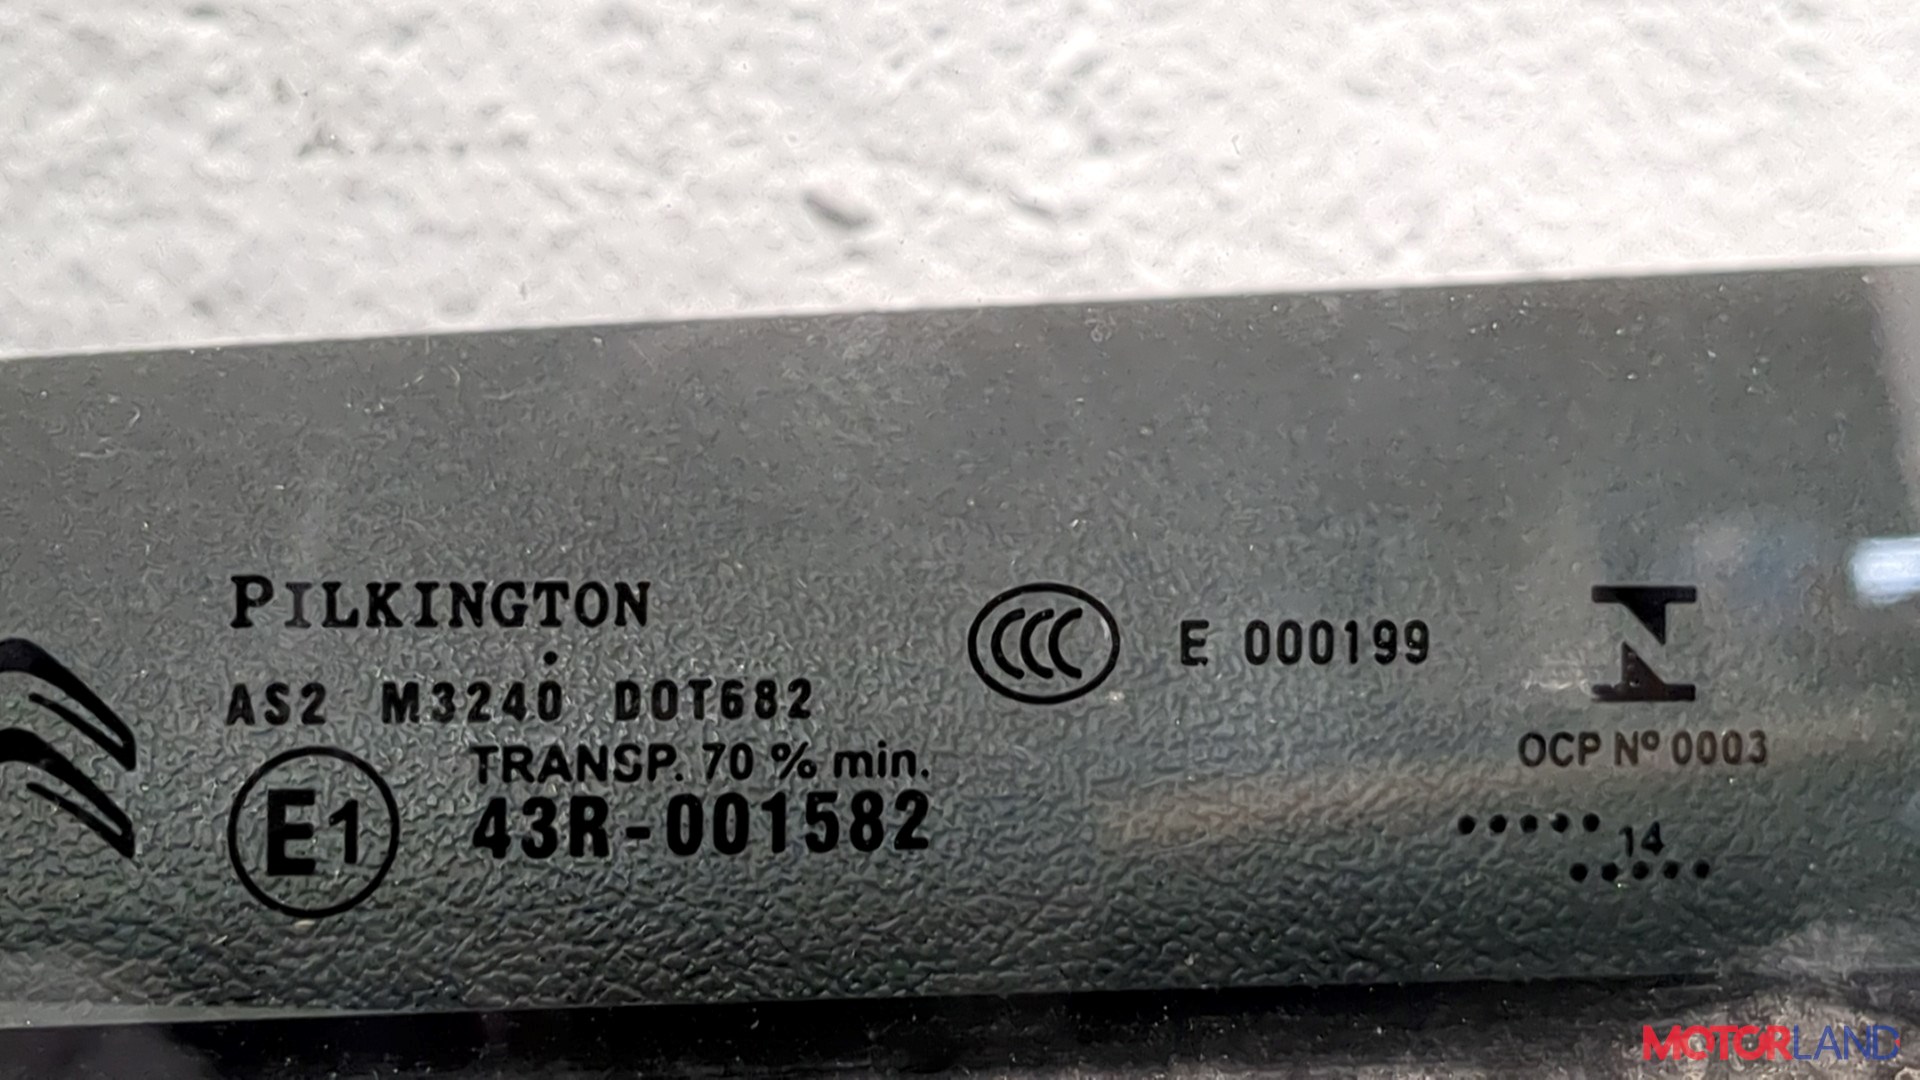 PILKINGTON
AS2 M3240 DOT682
TRANSP. 70 % min.
E1 43R-001582
CCC E 000199
OCP Nº 0003
14
MOTORLAND